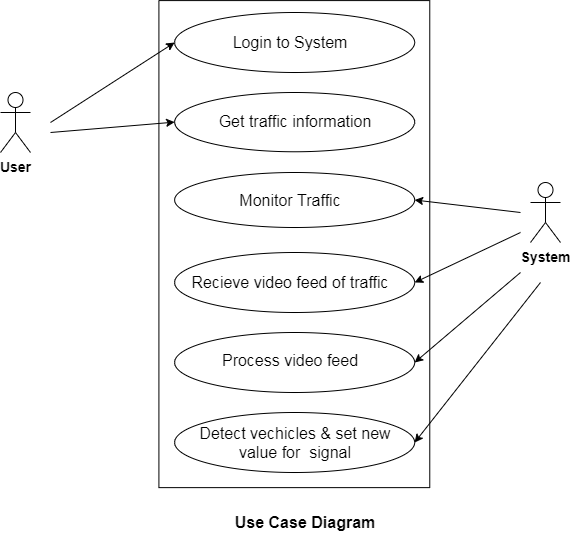 Login to System
Get traffic information
User
Monitor Traffic
System
Recieve video feed of traffic
Process video feed
Detect vechicles & set new
value for signal
Use Case Diagram